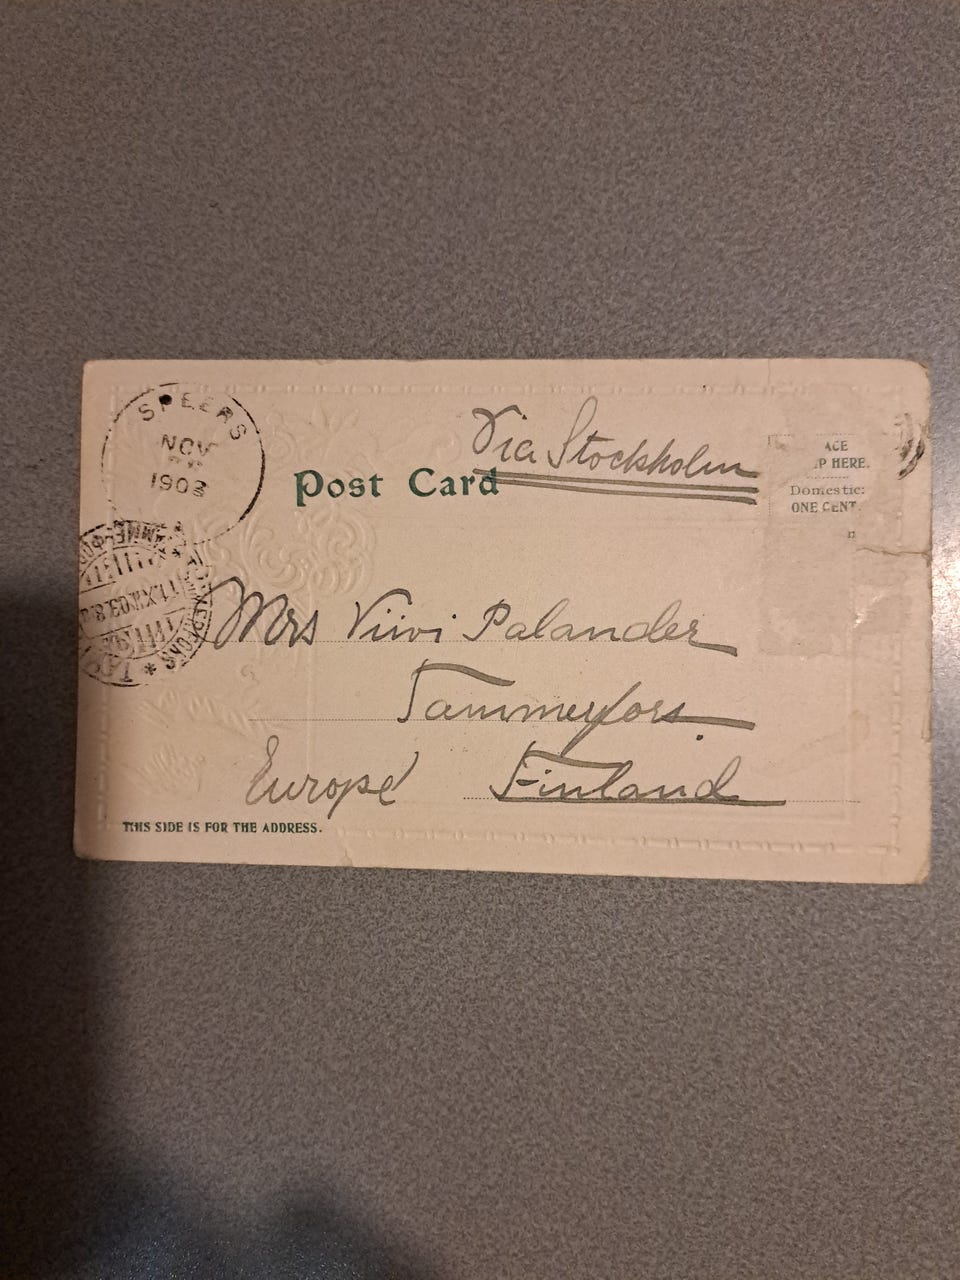 SPEERS
NOV
1903
Via Stockholm
Post Card
ACE
P HERE.
Domestic:
ONE CENT.
Mrs Viivi Palander
Tammerfors
Europe Finland
THIS SIDE IS FOR THE ADDRESS.